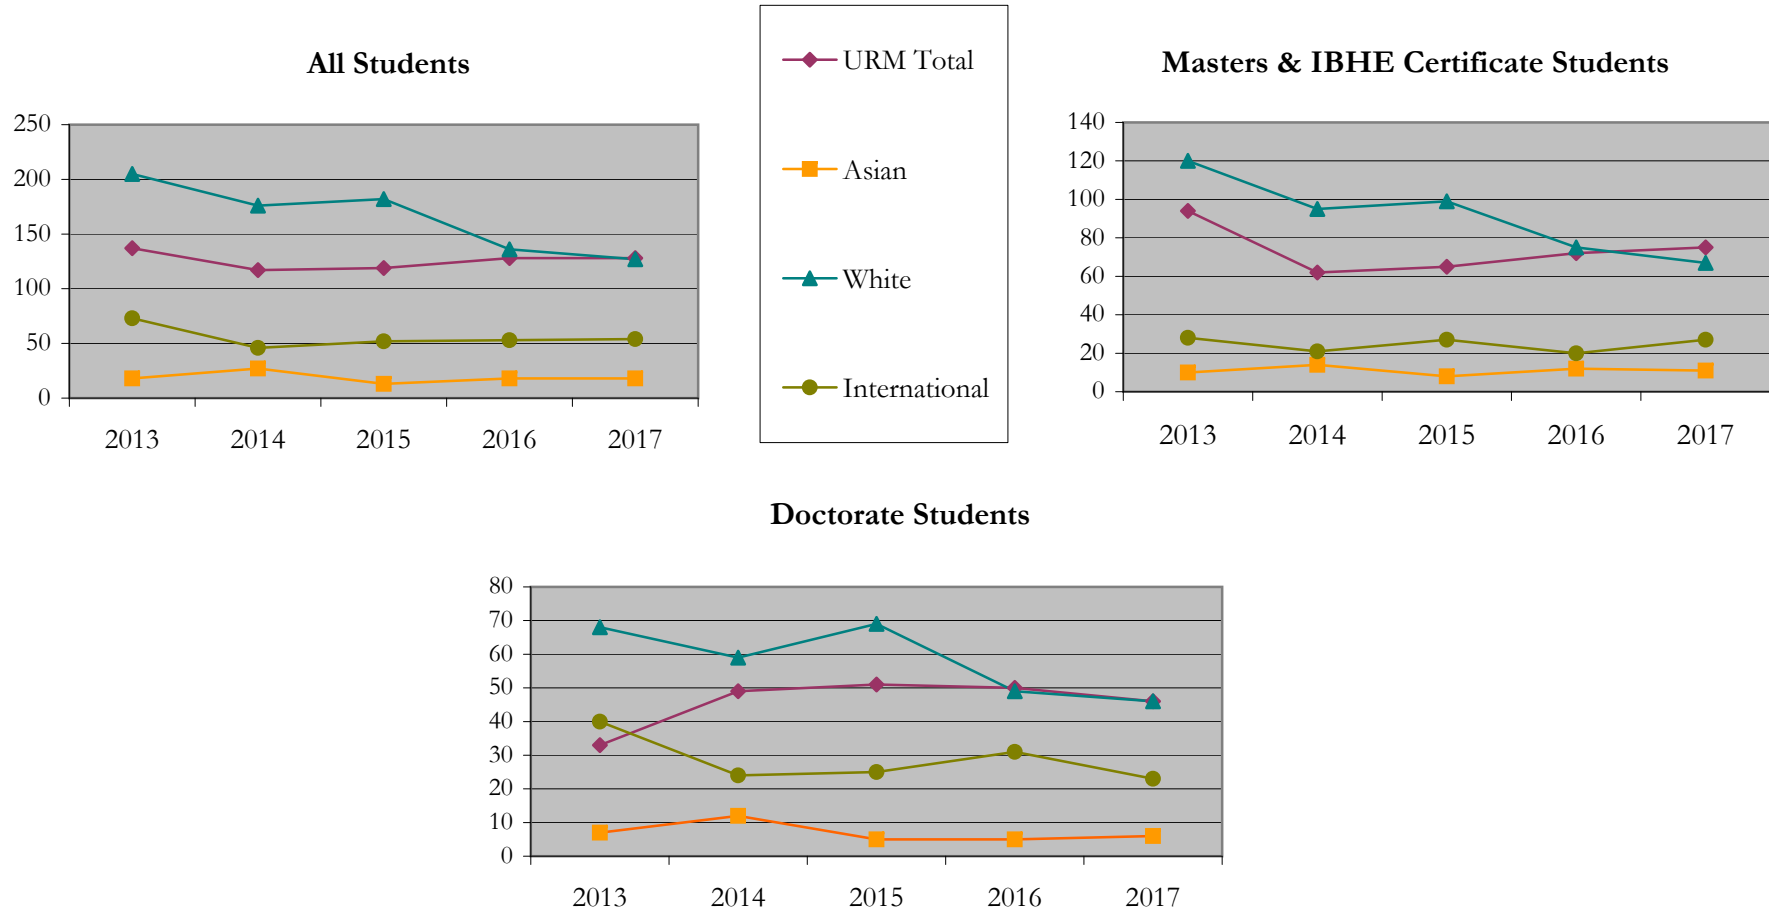 All Students
250
200
150
100
50
0
2013 2014 2015 2016 2017
URM Total
Asian
White
International
Masters & IBHE Certificate Students
140
120
100
80
60
40
20
0
2013 2014 2015 2016 2017
Doctorate Students
80
70
60
50
40
30
20
10
0
2013 2014 2015 2016 2017